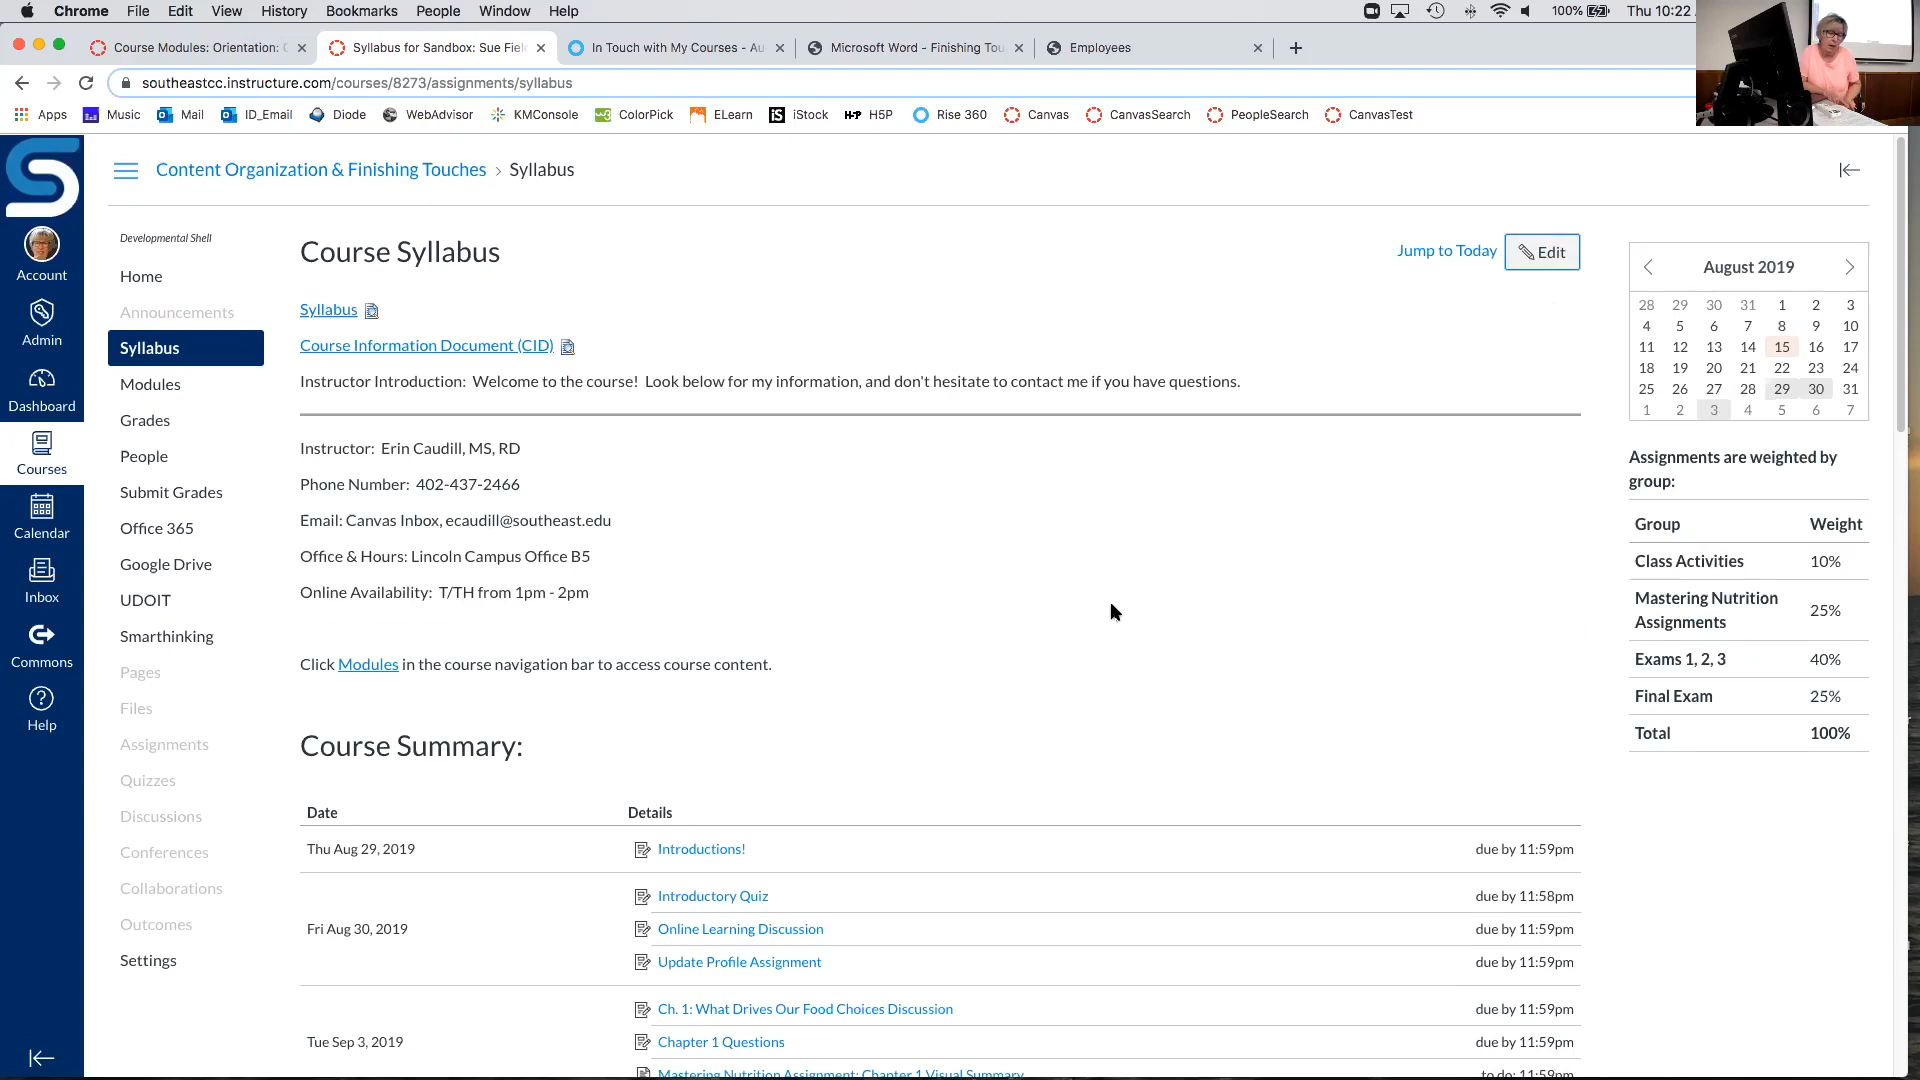 Chrome File Edit View History Bookmarks People Window Help 100% Thu 10:22
Course Modules: Orientation: Syllabus for Sandbox: Sue Fiel In Touch with My Courses - Au Microsoft Word - Finishing Tou Employees
southeastcc.instructure.com/courses/8273/assignments/syllabus
Apps Music Mail ID_Email Diode WebAdvisor KMConsole ColorPick ELearn iStock H5P Rise 360 Canvas CanvasSearch PeopleSearch CanvasTest
Content Organization & Finishing Touches › Syllabus
Account
Admin
Dashboard
Courses
Calendar
Inbox
Commons
Help
Developmental Shell
Home
Announcements
Syllabus
Modules
Grades
People
Submit Grades
Office 365
Google Drive
UDOIT
Smarthinking
Pages
Files
Assignments
Quizzes
Discussions
Conferences
Collaborations
Outcomes
Settings
Course Syllabus
Jump to Today Edit
Syllabus
Course Information Document (CID)
Instructor Introduction: Welcome to the course! Look below for my information, and don't hesitate to contact me if you have questions.
Instructor: Erin Caudill, MS, RD
Phone Number: 402-437-2466
Email: Canvas Inbox, ecaudill@southeast.edu
Office & Hours: Lincoln Campus Office B5
Online Availability: T/TH from 1pm - 2pm
Click Modules in the course navigation bar to access course content.
Course Summary:
Date Details
Thu Aug 29, 2019 Introductions! due by 11:59pm
Introductory Quiz due by 11:58pm
Fri Aug 30, 2019 Online Learning Discussion due by 11:59pm
Update Profile Assignment due by 11:59pm
Ch. 1: What Drives Our Food Choices Discussion due by 11:59pm
Tue Sep 3, 2019 Chapter 1 Questions due by 11:59pm
Mastering Nutrition Assignment: Chapter 1 Visual Summary to do: 11:59pm
August 2019
28 29 30 31 1 2 3
4 5 6 7 8 9 10
11 12 13 14 15 16 17
18 19 20 21 22 23 24
25 26 27 28 29 30 31
1 2 3 4 5 6 7
Assignments are weighted by
group:
Group Weight
Class Activities 10%
Mastering Nutrition
Assignments 25%
Exams 1, 2, 3 40%
Final Exam 25%
Total 100%